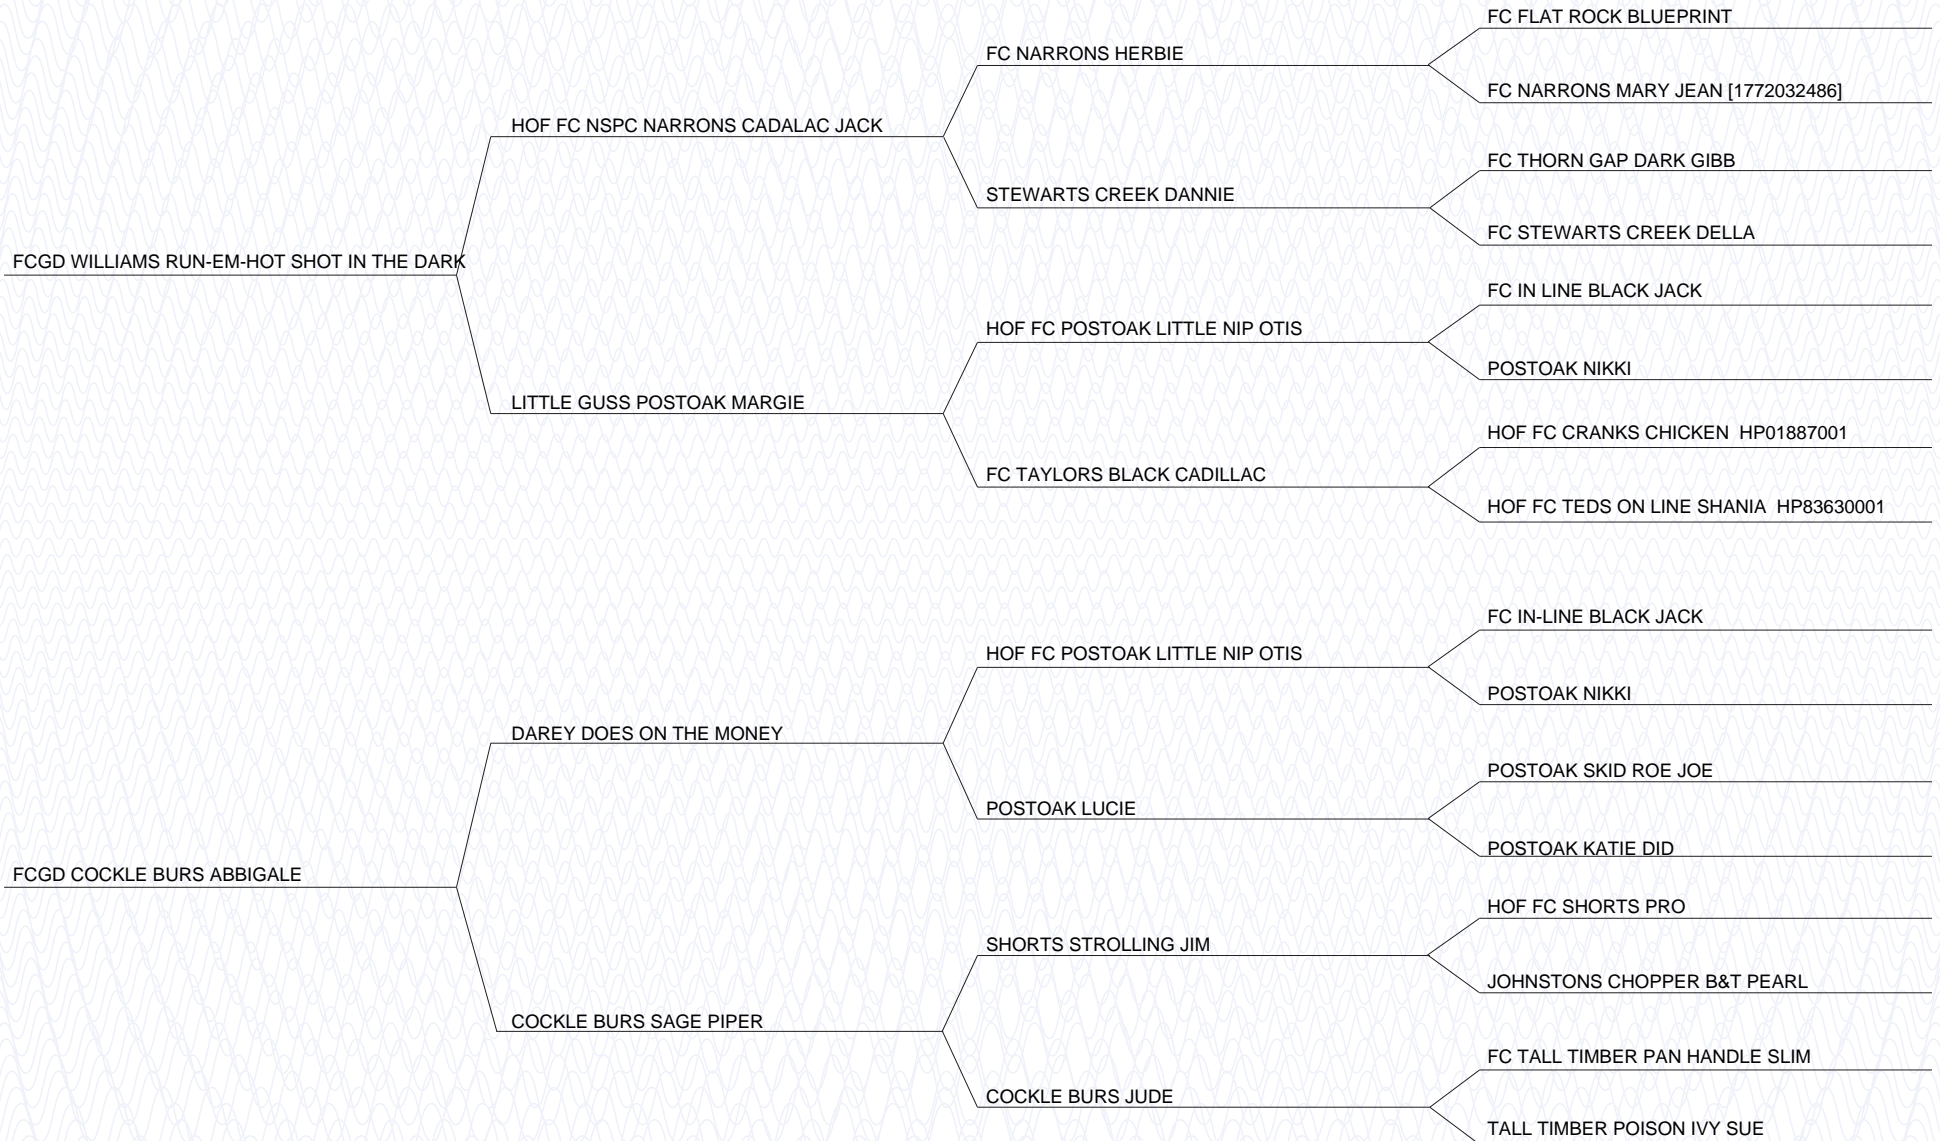 FC FLAT ROCK BLUEPRINT
FC NARRONS HERBIE
FC NARRONS MARY JEAN [1772032486]
HOF FC NSPC NARRONS CADALAC JACK
FC THORN GAP DARK GIBB
STEWARTS CREEK DANNIE
FC STEWARTS CREEK DELLA
FCGD WILLIAMS RUN-EM-HOT SHOT IN THE DARK
FC IN LINE BLACK JACK
HOF FC POSTOAK LITTLE NIP OTIS
POSTOAK NIKKI
LITTLE GUSS POSTOAK MARGIE
HOF FC CRANKS CHICKEN  HP01887001
FC TAYLORS BLACK CADILLAC
HOF FC TEDS ON LINE SHANIA  HP83630001
FC IN-LINE BLACK JACK
HOF FC POSTOAK LITTLE NIP OTIS
POSTOAK NIKKI
DAREY DOES ON THE MONEY
POSTOAK SKID ROE JOE
POSTOAK LUCIE
POSTOAK KATIE DID
FCGD COCKLE BURS ABBIGALE
HOF FC SHORTS PRO
SHORTS STROLLING JIM
JOHNSTONS CHOPPER B&T PEARL
COCKLE BURS SAGE PIPER
FC TALL TIMBER PAN HANDLE SLIM
COCKLE BURS JUDE
TALL TIMBER POISON IVY SUE